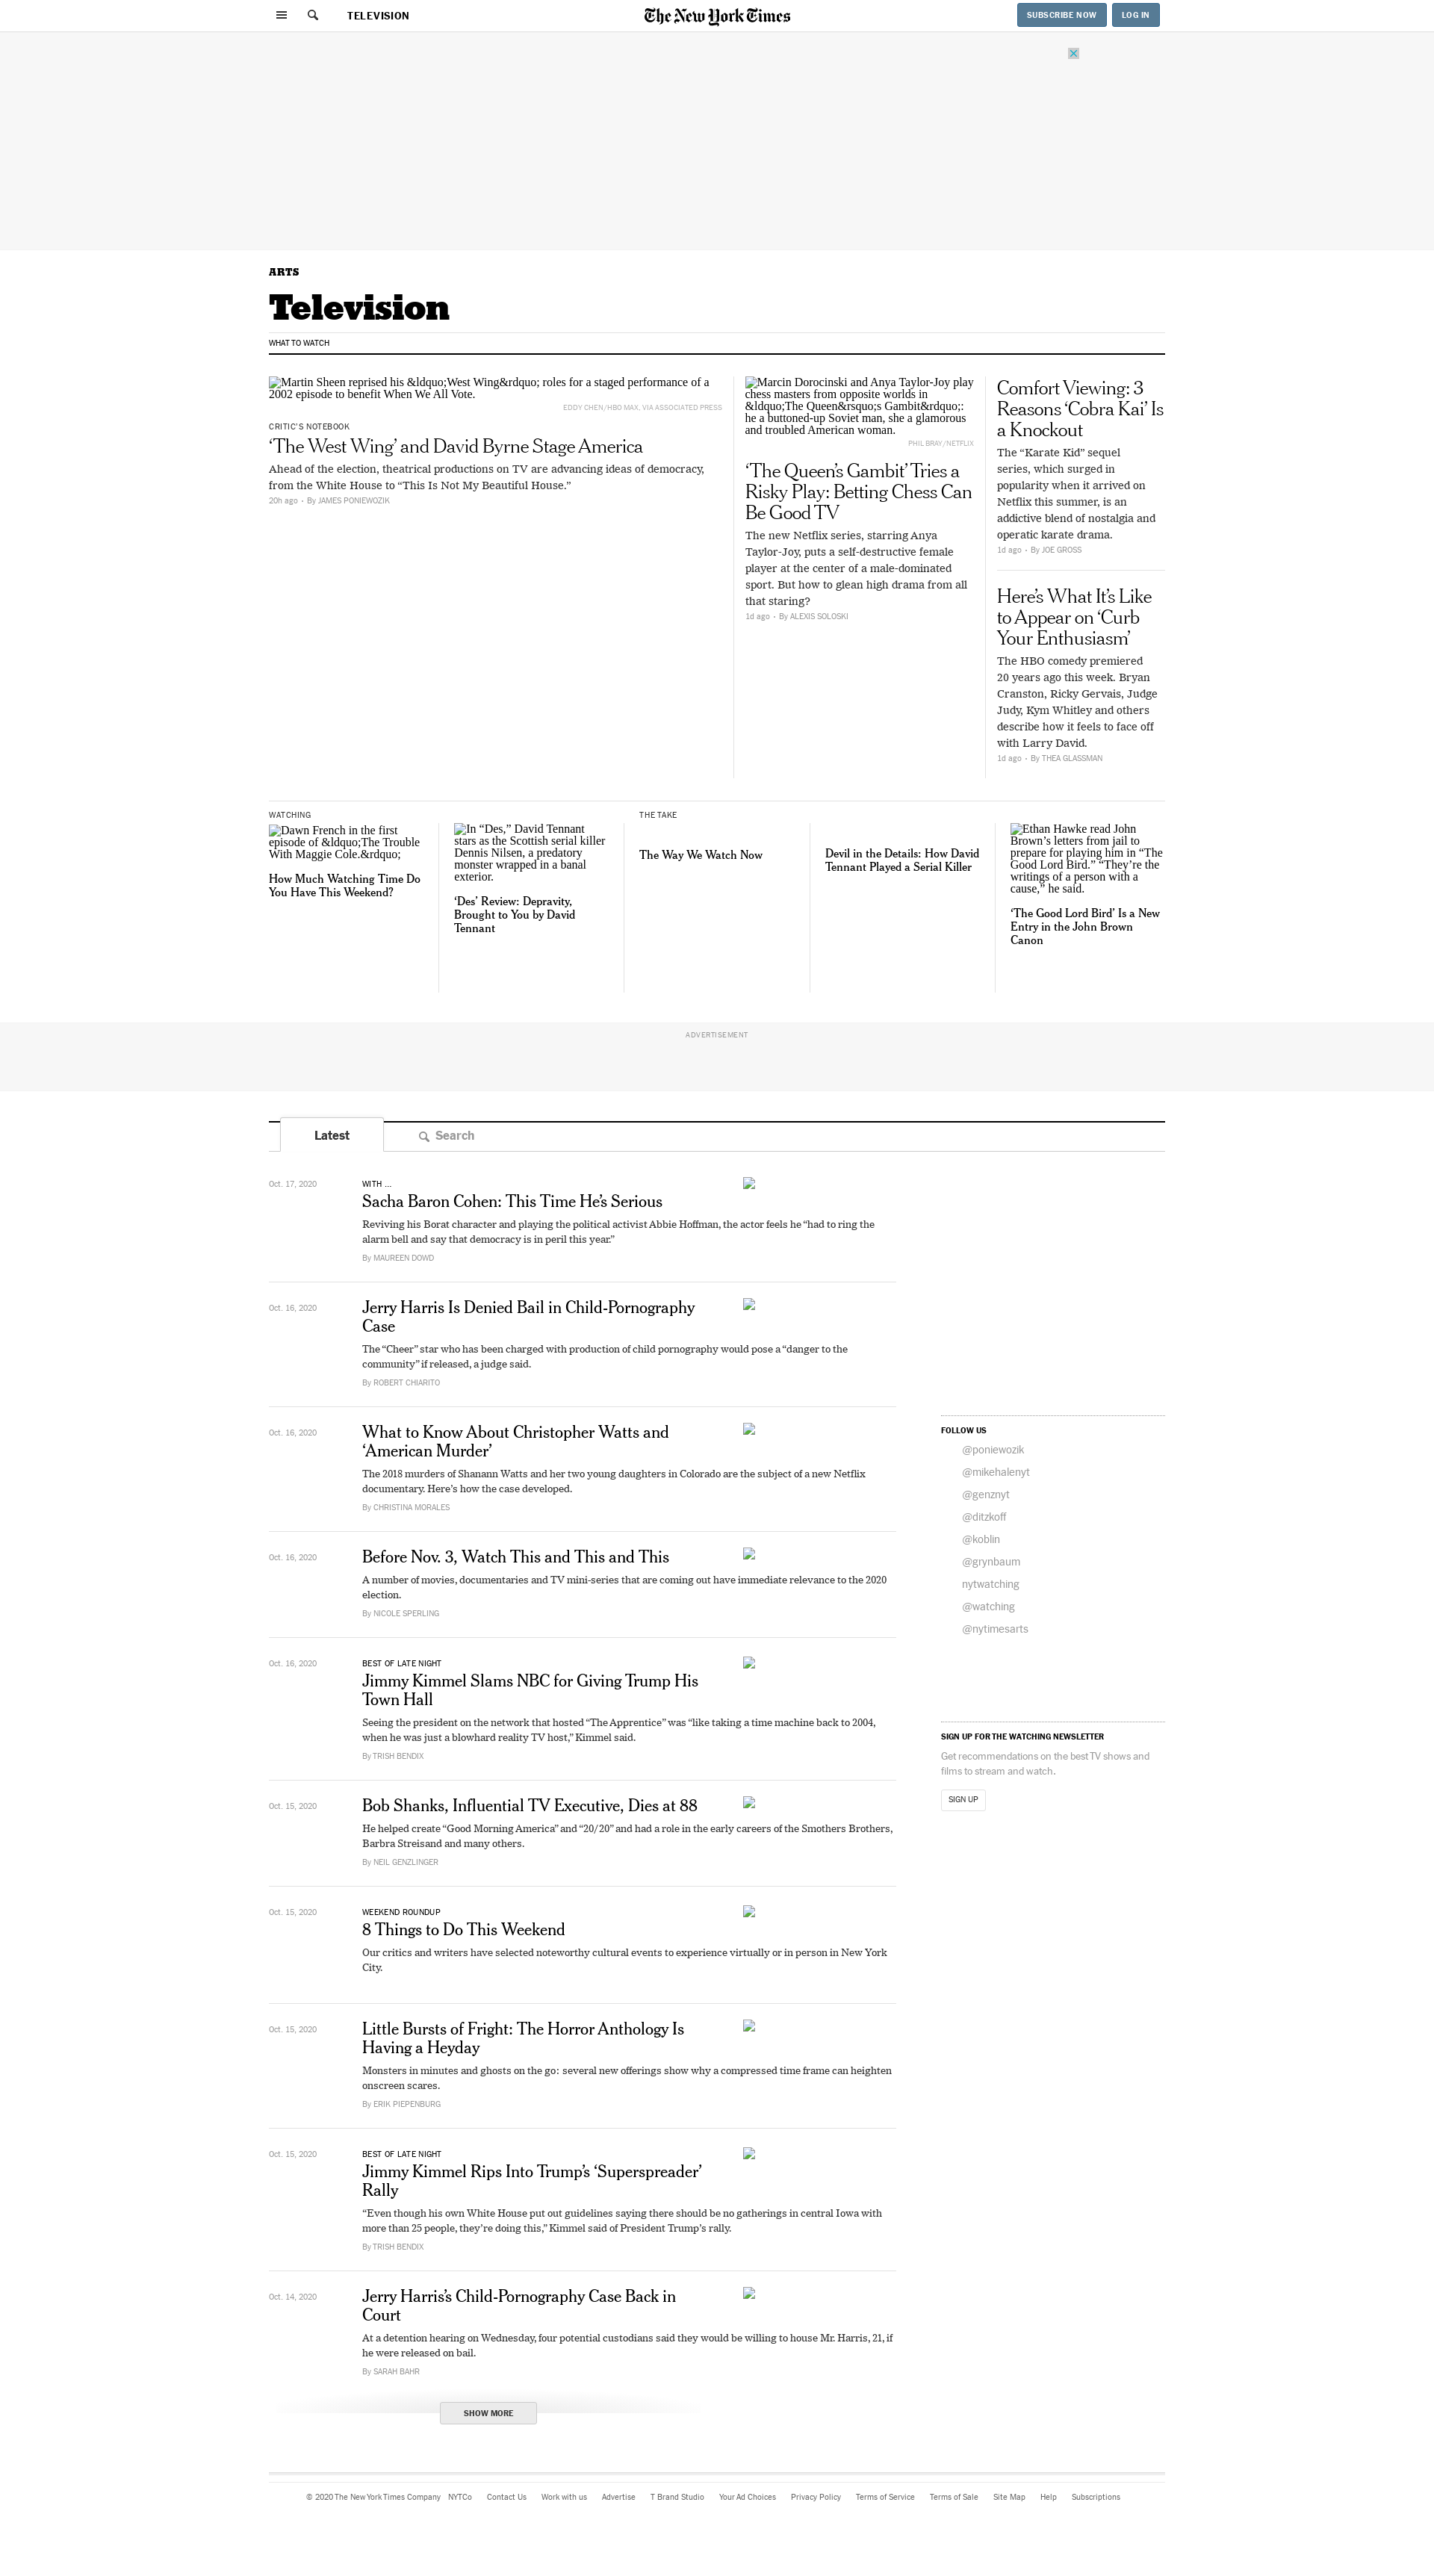 TELEVISION
The New York Times
SUBSCRIBE NOW
LOG IN
ARTS
Television
WHAT TO WATCH
Martin Sheen reprised his &ldquo;West Wing&rdquo; roles for a staged performance of a
2002 episode to benefit When We All Vote.
EDDY CHEN/HBO MAX, VIA ASSOCIATED PRESS
CRITIC'S NOTEBOOK
‘The West Wing’ and David Byrne Stage America
Ahead of the election, theatrical productions on TV are advancing ideas of democracy,
from the White House to “This Is Not My Beautiful House.”
20h ago • By JAMES PONIEWOZIK
Marcin Dorocinski and Anya Taylor-Joy play
chess masters from opposite worlds in
&ldquo;The Queen&rsquo;s Gambit&rdquo;:
he a buttoned-up Soviet man, she a glamorous
and troubled American woman.
PHIL BRAY/NETFLIX
‘The Queen’s Gambit’ Tries a
Risky Play: Betting Chess Can
Be Good TV
The new Netflix series, starring Anya
Taylor-Joy, puts a self-destructive female
player at the center of a male-dominated
sport. But how to glean high drama from all
that staring?
1d ago • By ALEXIS SOLOSKI
Comfort Viewing: 3
Reasons ‘Cobra Kai’ Is
a Knockout
The “Karate Kid” sequel
series, which surged in
popularity when it arrived on
Netflix this summer, is an
addictive blend of nostalgia and
operatic karate drama.
1d ago • By JOE GROSS
Here’s What It’s Like
to Appear on ‘Curb
Your Enthusiasm’
The HBO comedy premiered
20 years ago this week. Bryan
Cranston, Ricky Gervais, Judge
Judy, Kym Whitley and others
describe how it feels to face off
with Larry David.
1d ago • By THEA GLASSMAN
WATCHING
Dawn French in the first
episode of &ldquo;The Trouble
With Maggie Cole.&rdquo;
How Much Watching Time Do
You Have This Weekend?
In “Des,” David Tennant
stars as the Scottish serial killer
Dennis Nilsen, a predatory
monster wrapped in a banal
exterior.
‘Des’ Review: Depravity,
Brought to You by David
Tennant
THE TAKE
The Way We Watch Now
Devil in the Details: How David
Tennant Played a Serial Killer
Ethan Hawke read John
Brown’s letters from jail to
prepare for playing him in “The
Good Lord Bird.” “They’re the
writings of a person with a
cause,” he said.
‘The Good Lord Bird’ Is a New
Entry in the John Brown
Canon
ADVERTISEMENT
Latest
Search
Oct. 17, 2020
WITH ...
Sacha Baron Cohen: This Time He’s Serious
Reviving his Borat character and playing the political activist Abbie Hoffman, the actor feels he “had to ring the
alarm bell and say that democracy is in peril this year.”
By MAUREEN DOWD
Oct. 16, 2020
Jerry Harris Is Denied Bail in Child-Pornography
Case
The “Cheer” star who has been charged with production of child pornography would pose a “danger to the
community” if released, a judge said.
By ROBERT CHIARITO
Oct. 16, 2020
What to Know About Christopher Watts and
‘American Murder’
The 2018 murders of Shanann Watts and her two young daughters in Colorado are the subject of a new Netflix
documentary. Here’s how the case developed.
By CHRISTINA MORALES
Oct. 16, 2020
Before Nov. 3, Watch This and This and This
A number of movies, documentaries and TV mini-series that are coming out have immediate relevance to the 2020
election.
By NICOLE SPERLING
Oct. 16, 2020
BEST OF LATE NIGHT
Jimmy Kimmel Slams NBC for Giving Trump His
Town Hall
Seeing the president on the network that hosted “The Apprentice” was “like taking a time machine back to 2004,
when he was just a blowhard reality TV host,” Kimmel said.
By TRISH BENDIX
Oct. 15, 2020
Bob Shanks, Influential TV Executive, Dies at 88
He helped create “Good Morning America” and “20/20” and had a role in the early careers of the Smothers Brothers,
Barbra Streisand and many others.
By NEIL GENZLINGER
Oct. 15, 2020
WEEKEND ROUNDUP
8 Things to Do This Weekend
Our critics and writers have selected noteworthy cultural events to experience virtually or in person in New York
City.
Oct. 15, 2020
Little Bursts of Fright: The Horror Anthology Is
Having a Heyday
Monsters in minutes and ghosts on the go: several new offerings show why a compressed time frame can heighten
onscreen scares.
By ERIK PIEPENBURG
Oct. 15, 2020
BEST OF LATE NIGHT
Jimmy Kimmel Rips Into Trump’s ‘Superspreader’
Rally
“Even though his own White House put out guidelines saying there should be no gatherings in central Iowa with
more than 25 people, they’re doing this,” Kimmel said of President Trump’s rally.
By TRISH BENDIX
Oct. 14, 2020
Jerry Harris’s Child-Pornography Case Back in
Court
At a detention hearing on Wednesday, four potential custodians said they would be willing to house Mr. Harris, 21, if
he were released on bail.
By SARAH BAHR
SHOW MORE
FOLLOW US
@poniewozik
@mikehalenyt
@genznyt
@ditzkoff
@koblin
@grynbaum
nytwatching
@watching
@nytimesarts
SIGN UP FOR THE WATCHING NEWSLETTER
Get recommendations on the best TV shows and
films to stream and watch.
SIGN UP
© 2020 The New York Times Company NYTCo Contact Us Work with us Advertise T Brand Studio Your Ad Choices Privacy Policy Terms of Service Terms of Sale Site Map Help Subscriptions